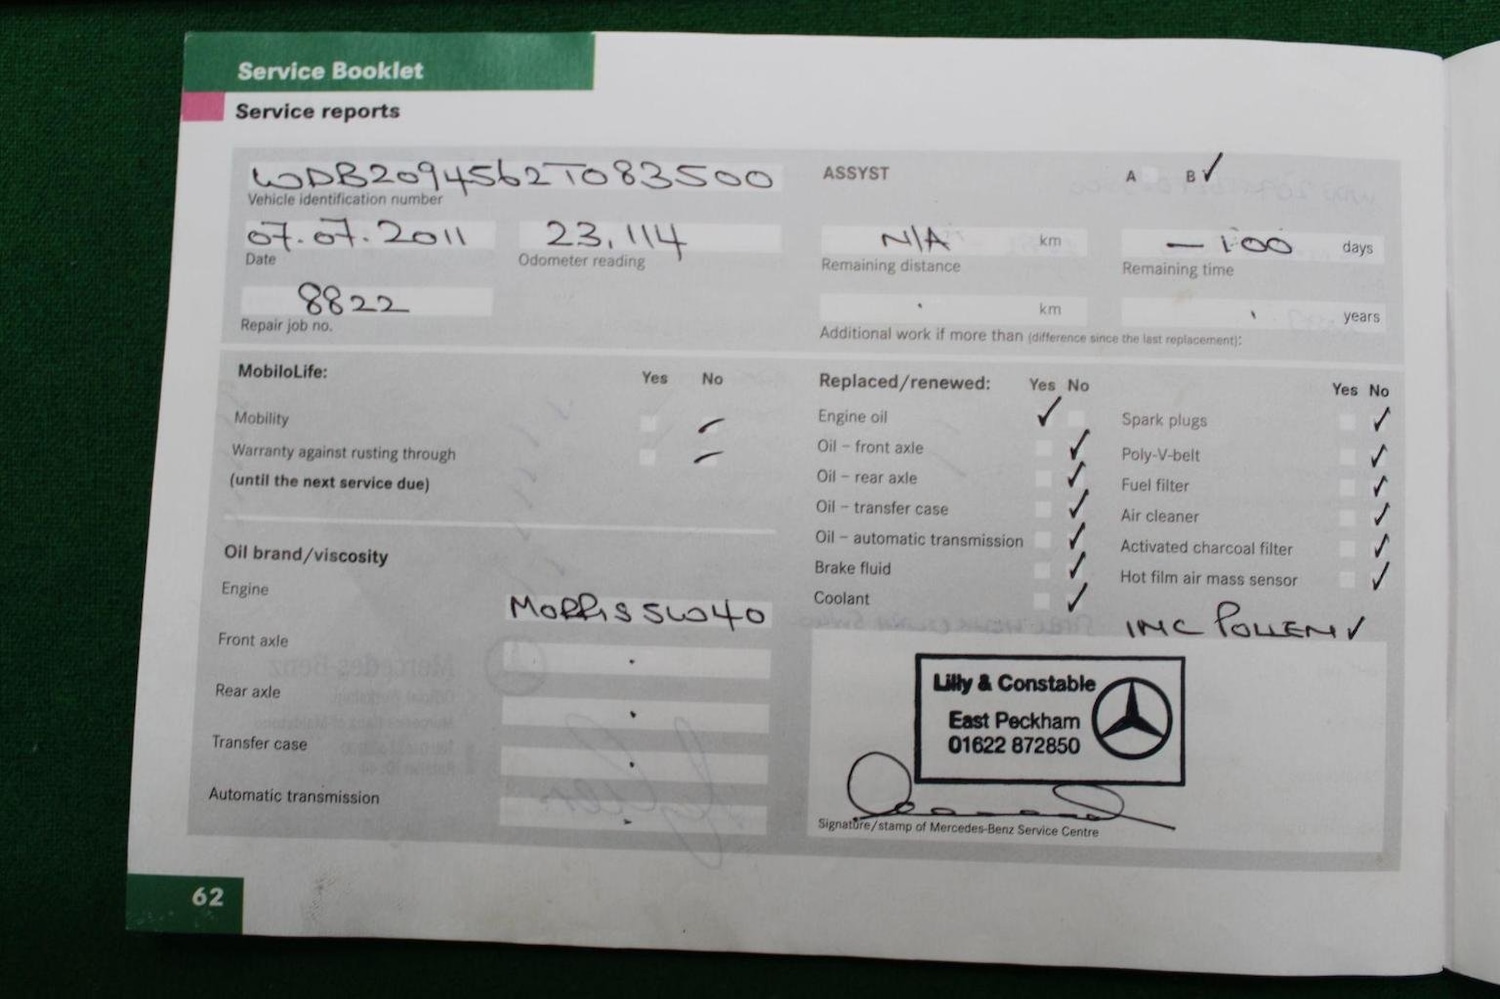 Service Booklet
Service reports
WDB2094562T083500
Vehicle identification number
ASSYST A B ✓
07.07.2011 23,114
Date Odometer reading
N/A km — 100 days
Remaining distance Remaining time
8822
Repair job no.
km years
Additional work if more than (difference since the last replacement):
MobiloLife: Yes No
Mobility
Warranty against rusting through
(until the next service due)
Replaced/renewed: Yes No Yes No
Engine oil ✓ Spark plugs ✓
Oil – front axle ✓ Poly-V-belt ✓
Oil – rear axle ✓ Fuel filter ✓
Oil – transfer case ✓ Air cleaner ✓
Oil – automatic transmission ✓ Activated charcoal filter ✓
Brake fluid ✓ Hot film air mass sensor ✓
Coolant ✓
INC POLLEN ✓
Oil brand/viscosity
Engine MORRIS 5W40
Front axle
Rear axle
Transfer case
Automatic transmission
Lilly & Constable
East Peckham
01622 872850
Signature/stamp of Mercedes-Benz Service Centre
62